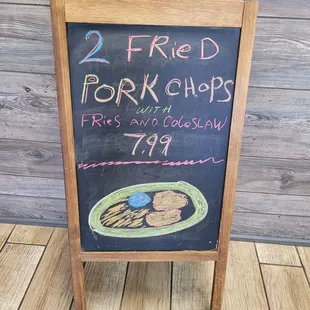 2 FRieD
PORK CHOPS
WITH
FRieS AND COLOSLAW
7.99